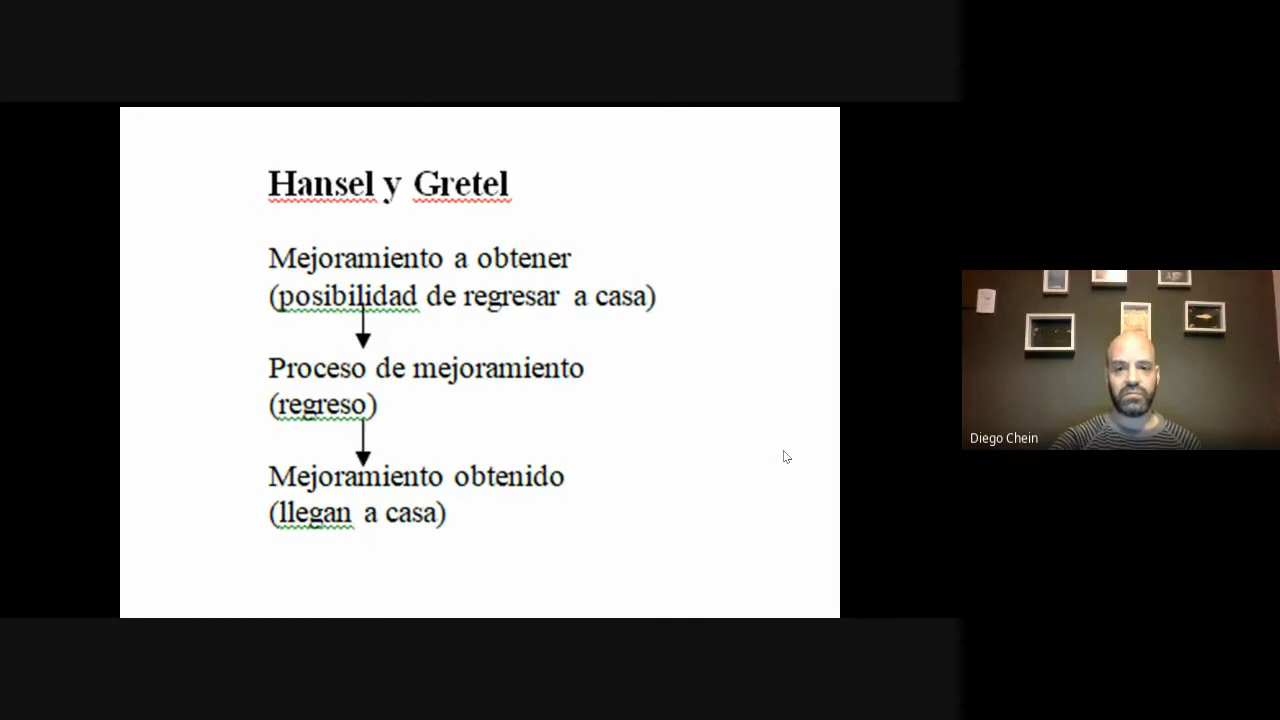 Hansel y Gretel
Mejoramiento a obtener
(posibilidad de regresar a casa)
Proceso de mejoramiento
(regreso)
Mejoramiento obtenido
(llegan a casa)
Diego Chein